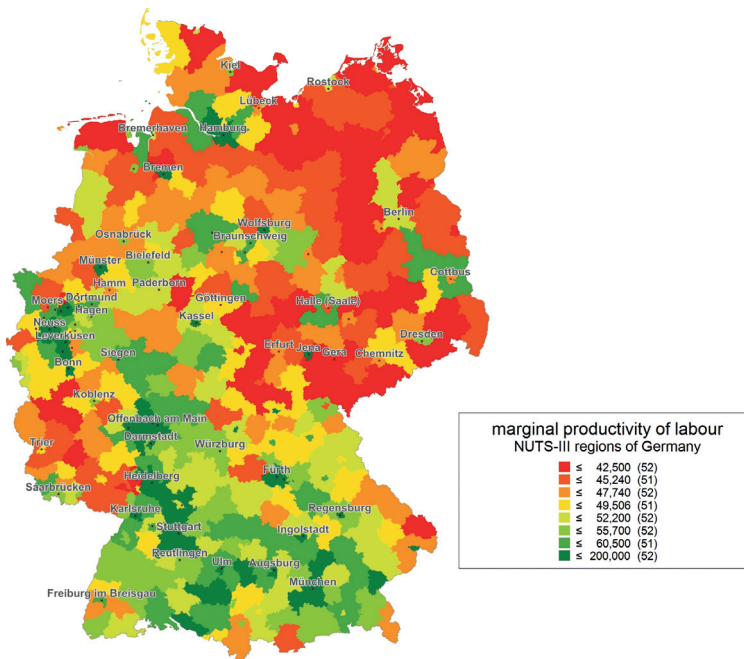 Kiel
Rostock
Lübeck
Bremerhaven
Hamburg
Bremen
Berlin
Wolfsburg
Osnabrück
Braunschweig
Münster
Bielefeld
Cottbus
Hamm
Paderborn
Göttingen
Halle (Saale)
Moers
Dortmund
Hagen
Kassel
Neuss
Dresden
Leverkusen
Erfurt
Jena
Gera
Chemnitz
Bonn
Siegen
Koblenz
Offenbach am Main
Darmstadt
Würzburg
Trier
Fürth
Saarbrücken
Heidelberg
Karlsruhe
Regensburg
Stuttgart
Ingolstadt
Reutlingen
Ulm
Augsburg
München
Freiburg im Breisgau
marginal productivity of labour
NUTS-III regions of Germany
≤ 42,500 (52)
≤ 45,240 (51)
≤ 47,740 (52)
≤ 49,506 (51)
≤ 52,200 (52)
≤ 55,700 (52)
≤ 60,500 (51)
≤ 200,000 (52)